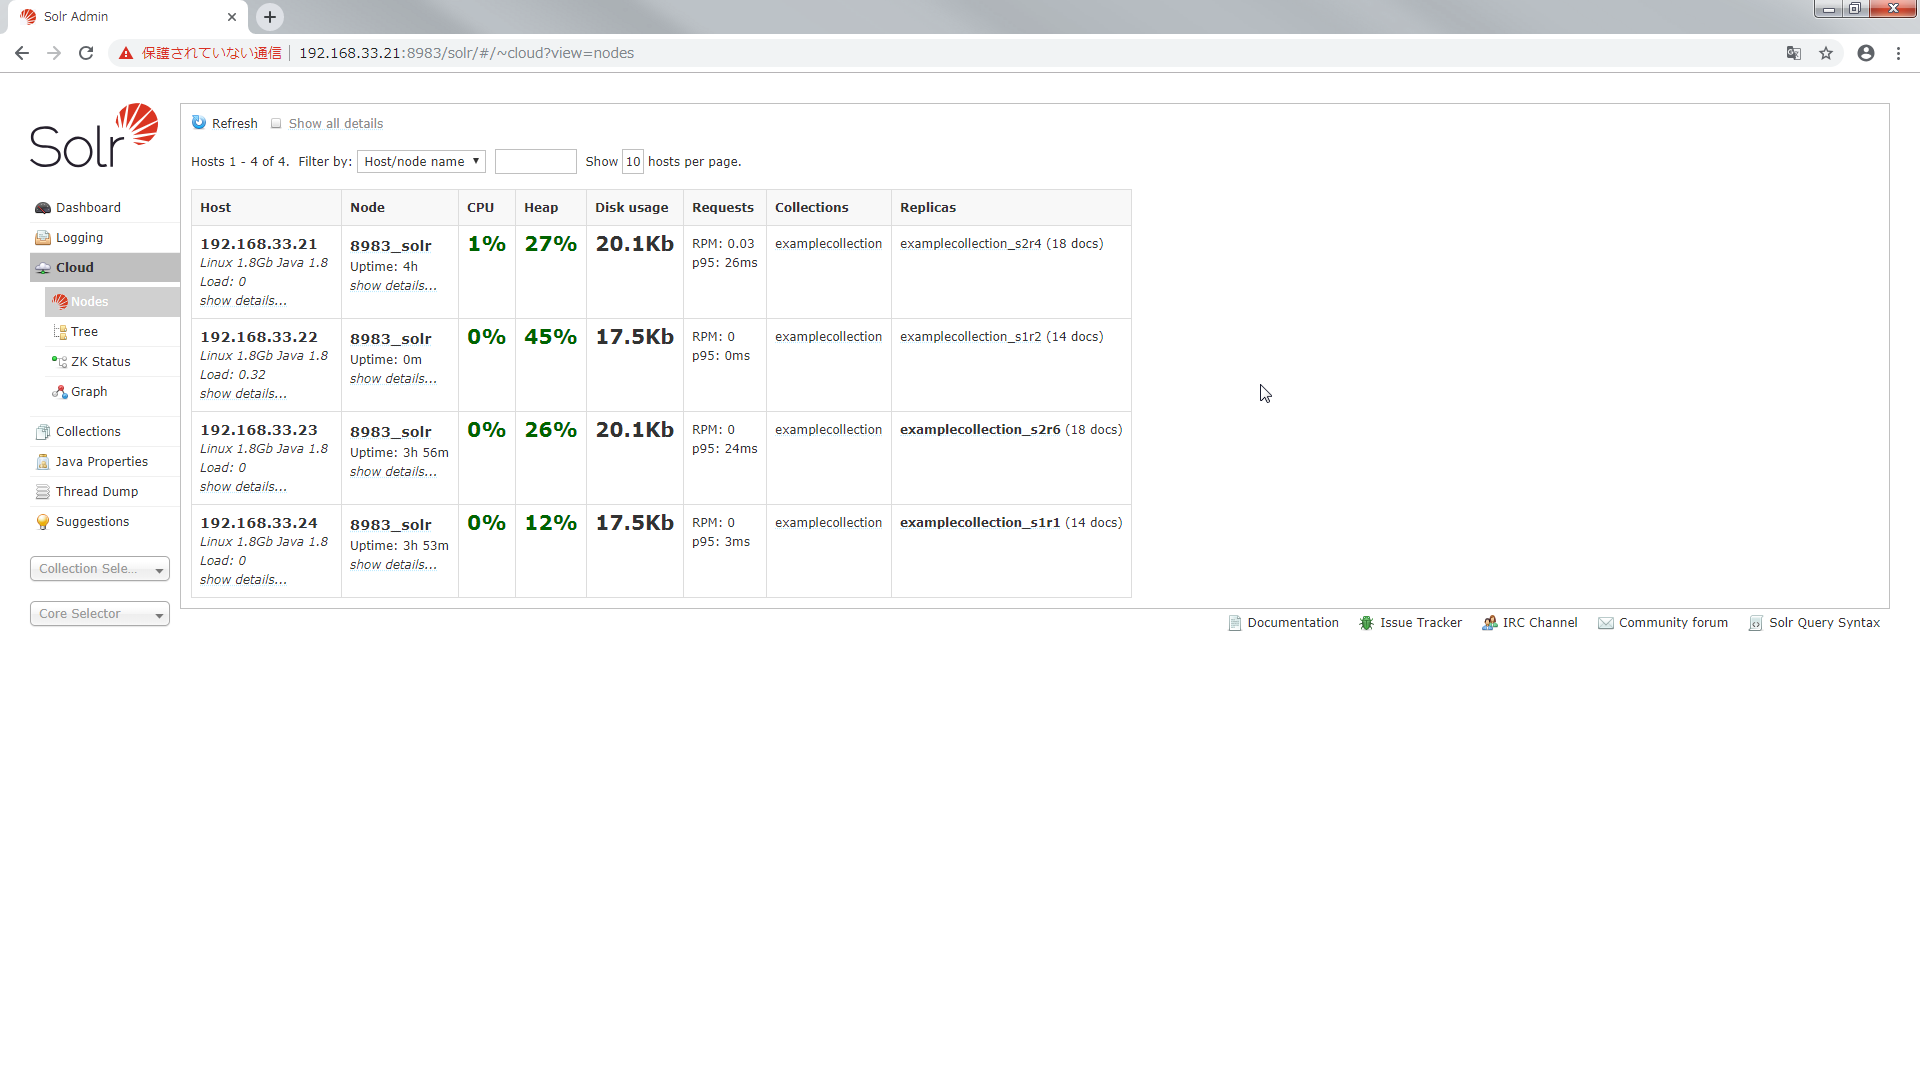 Solr Admin
保護されていない通信 192.168.33.21:8983/solr/#/~cloud?view=nodes
Solr
Refresh Show all details
Hosts 1 - 4 of 4. Filter by: Host/node name Show 10 hosts per page.
Dashboard
Logging
Cloud
Nodes
Tree
ZK Status
Graph
Collections
Java Properties
Thread Dump
Suggestions
Collection Sele...
Core Selector
Host Node CPU Heap Disk usage Requests Collections Replicas
192.168.33.21 8983_solr 1% 27% 20.1Kb RPM: 0.03 examplecollection examplecollection_s2r4 (18 docs)
Linux 1.8Gb Java 1.8 Uptime: 4h p95: 26ms
Load: 0 show details...
show details...
192.168.33.22 8983_solr 0% 45% 17.5Kb RPM: 0 examplecollection examplecollection_s1r2 (14 docs)
Linux 1.8Gb Java 1.8 Uptime: 0m p95: 0ms
Load: 0.32 show details...
show details...
192.168.33.23 8983_solr 0% 26% 20.1Kb RPM: 0 examplecollection examplecollection_s2r6 (18 docs)
Linux 1.8Gb Java 1.8 Uptime: 3h 56m p95: 24ms
Load: 0 show details...
show details...
192.168.33.24 8983_solr 0% 12% 17.5Kb RPM: 0 examplecollection examplecollection_s1r1 (14 docs)
Linux 1.8Gb Java 1.8 Uptime: 3h 53m p95: 3ms
Load: 0 show details...
show details...
Documentation Issue Tracker IRC Channel Community forum Solr Query Syntax